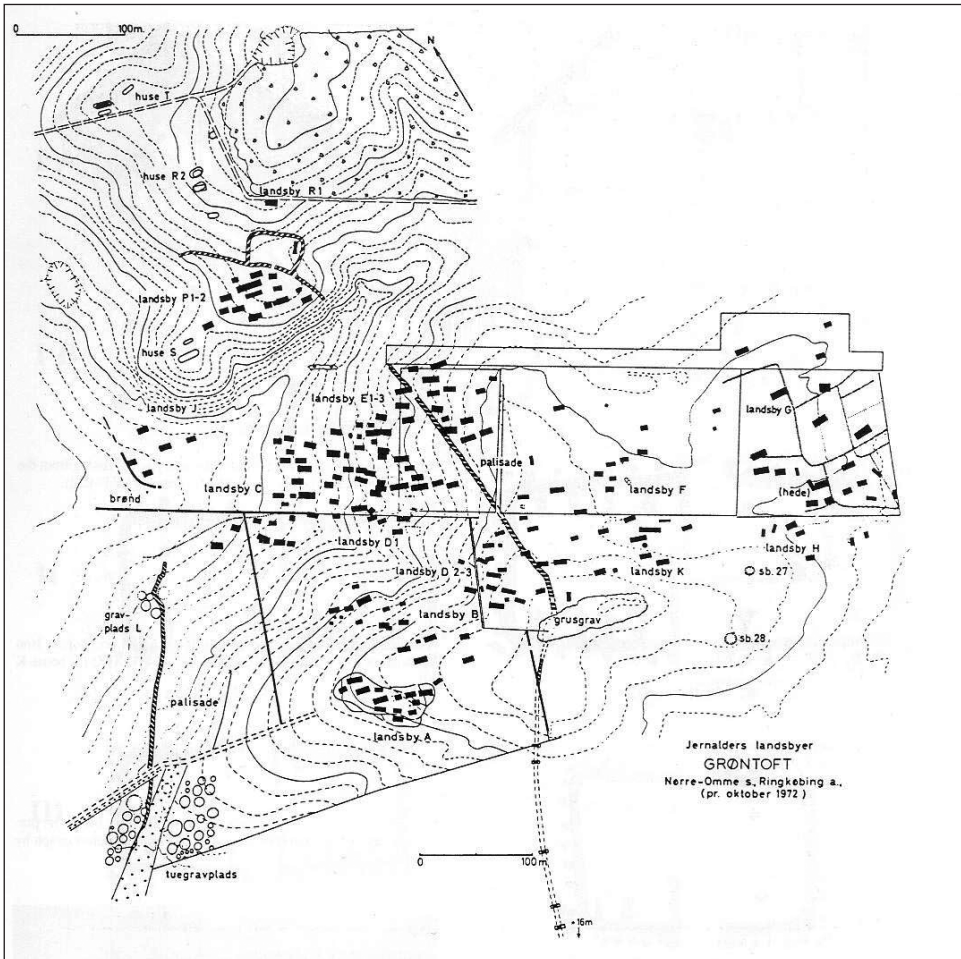 0 100m.
N
huse T
huse R2
landsby R1
landsby P1-2
huse S
landsby J
landsby E1-3
landsby G
palisade
brønd
landsby C
landsby F
(hede)
landsby D1
landsby H
landsby D 2-3
landsby K
sb. 27
grav-
plads L
landsby B
grusgrav
sb. 28
palisade
landsby A
Jernalders landsbyer
GRØNTOFT
Nørre-Omme s., Ringkøbing a.,
(pr. oktober 1972)
0 100 m
tuegravplads
16m